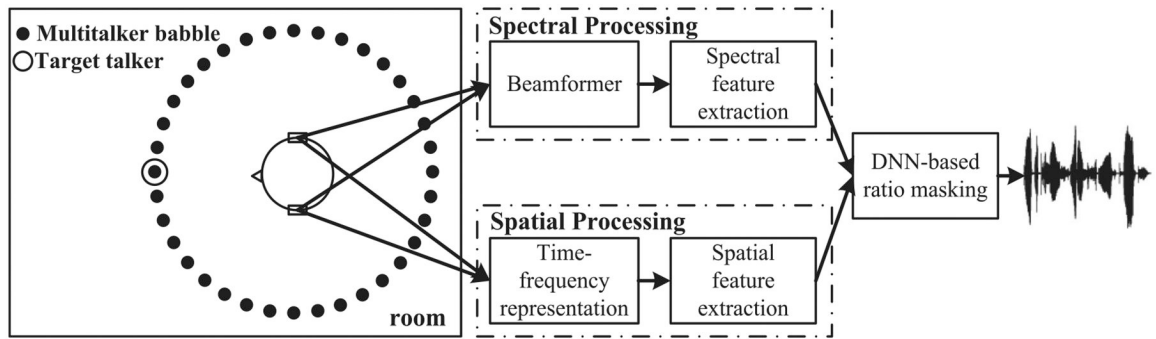 Multitalker babble
Target talker
room
Spectral Processing
Beamformer
Spectral
feature
extraction
Spatial Processing
Time-
frequency
representation
Spatial
feature
extraction
DNN-based
ratio masking